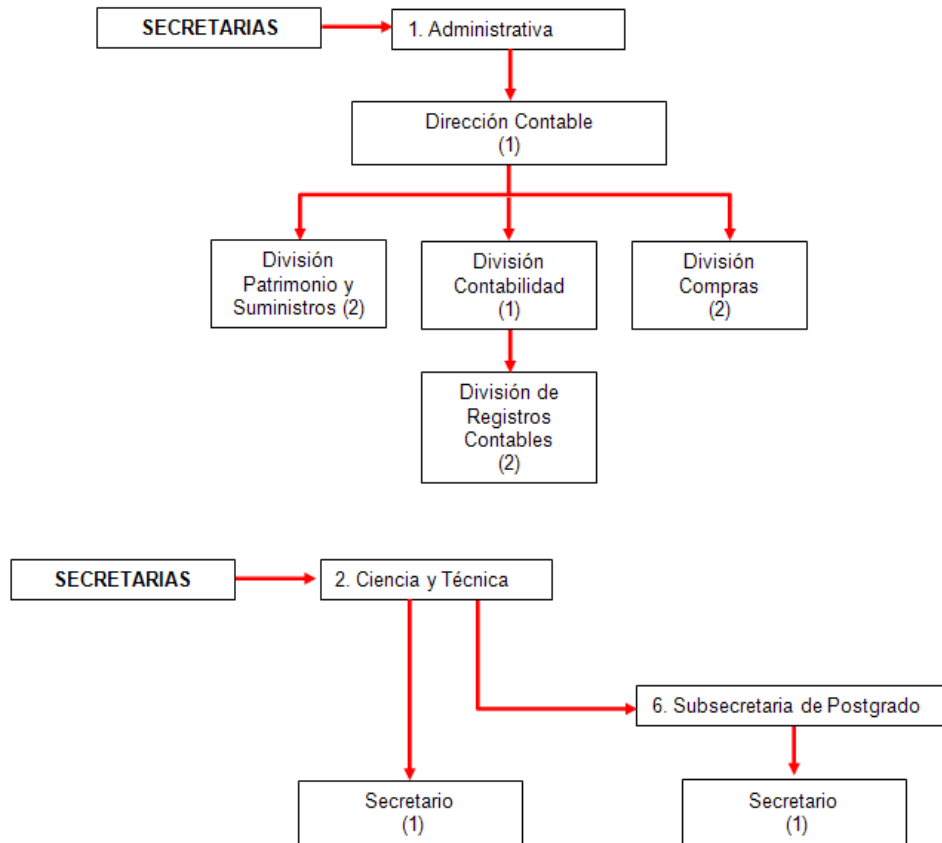 SECRETARIAS
1. Administrativa
Dirección Contable
(1)
División
Patrimonio y
Suministros (2)
División
Contabilidad
(1)
División
Compras
(2)
División de
Registros
Contables
(2)
SECRETARIAS
2. Ciencia y Técnica
6. Subsecretaria de Postgrado
Secretario
(1)
Secretario
(1)